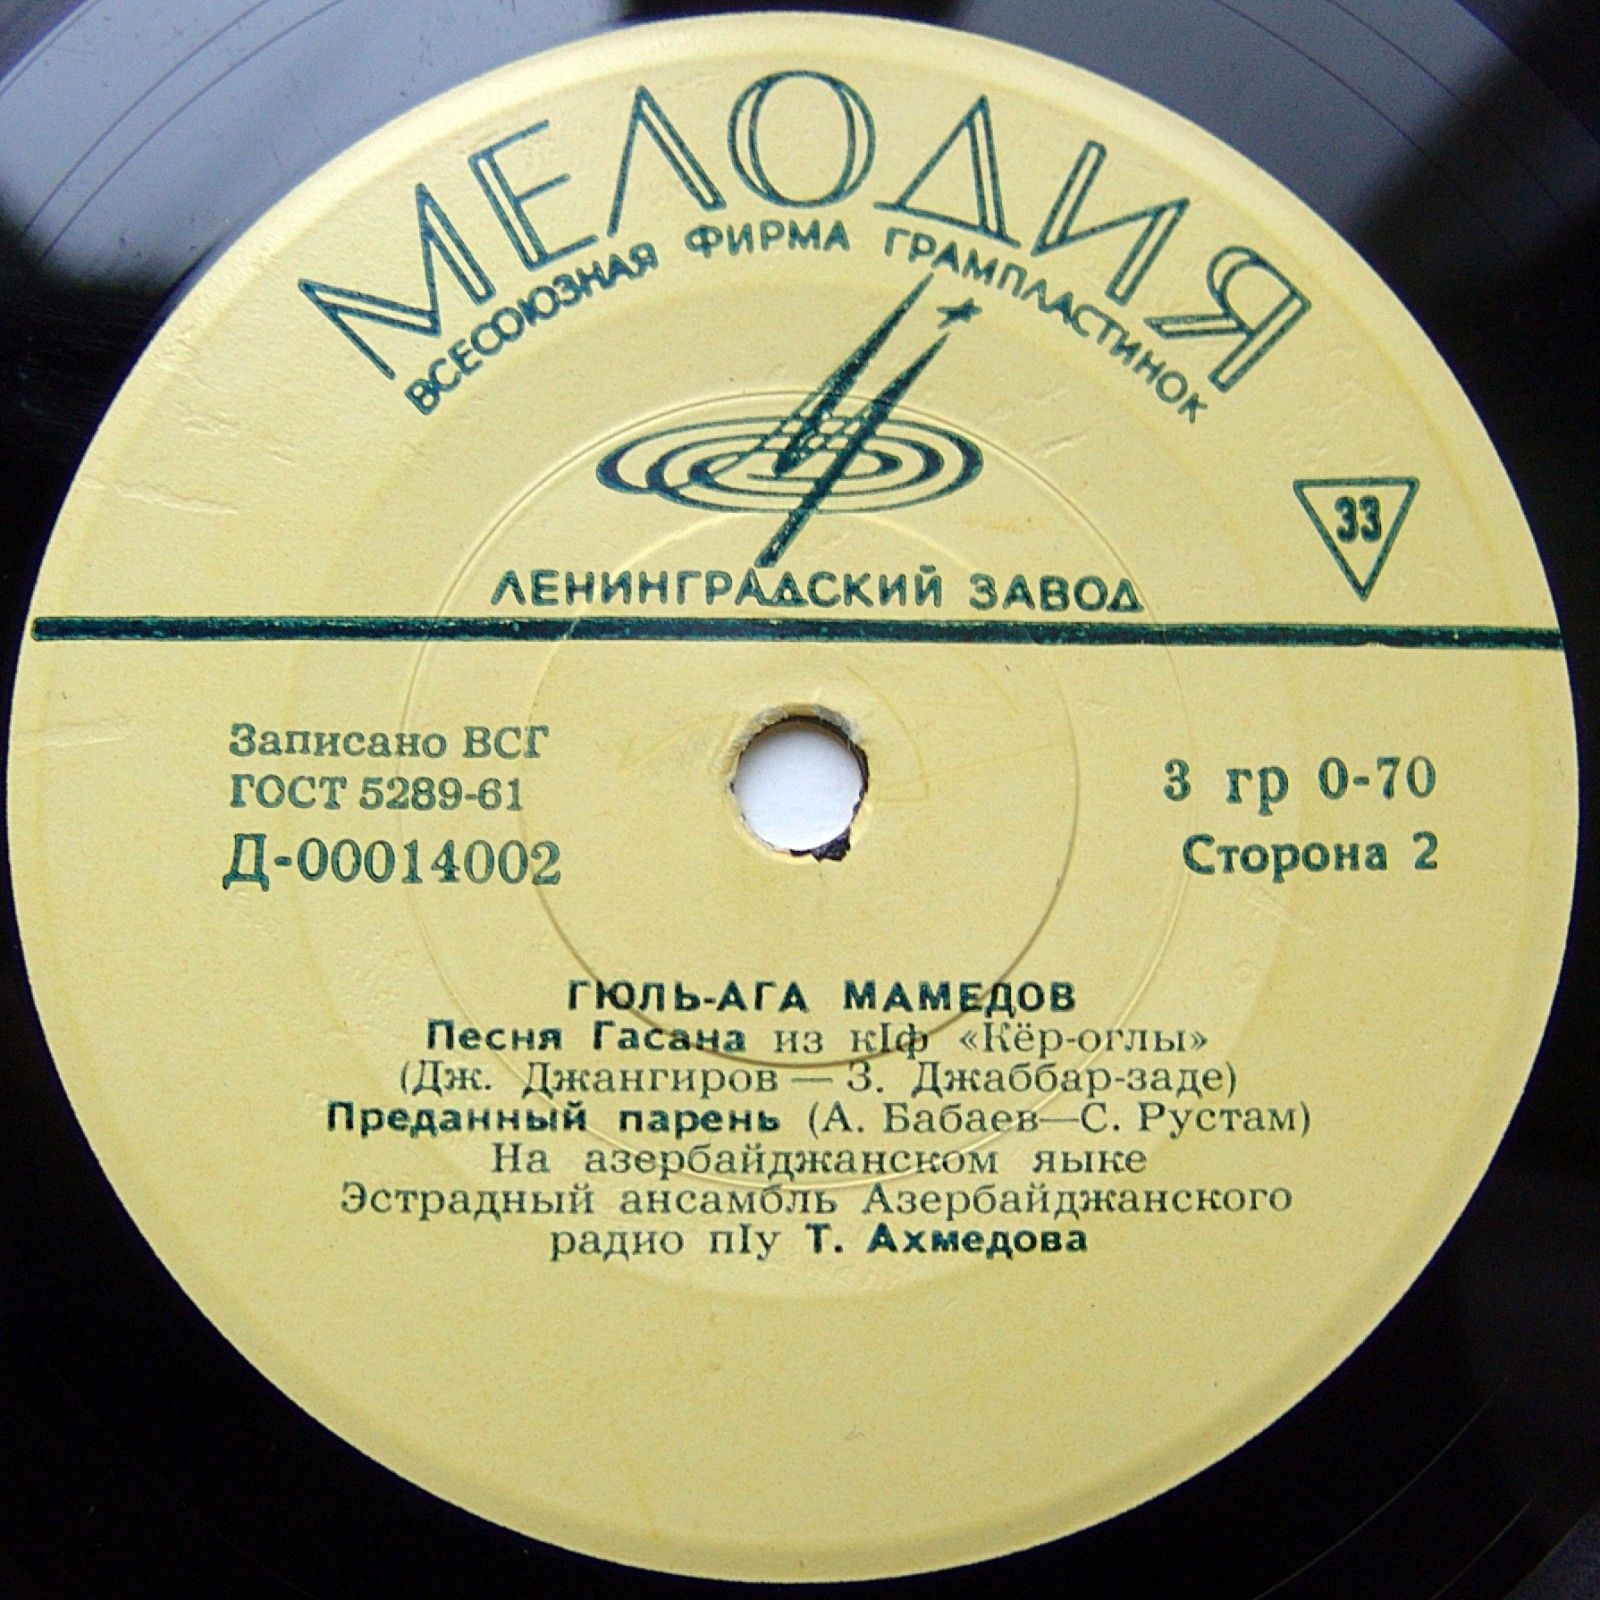 МЕЛОДИЯ
ВСЕСОЮЗНАЯ ФИРМА ГРАМПЛАСТИНОК
33
ЛЕНИНГРАДСКИЙ ЗАВОД
Записано ВСГ
ГОСТ 5289-61
Д-00014002
3 гр 0-70
Сторона 2
ГЮЛЬ-АГА МАМЕДОВ
Песня Гасана из кIф «Кёр-оглы»
(Дж. Джангиров — З. Джаббар-заде)
Преданный парень (А. Бабаев—С. Рустам)
На азербайджанском яыке
Эстрадный ансамбль Азербайджанского
радио пIу Т. Ахмедова